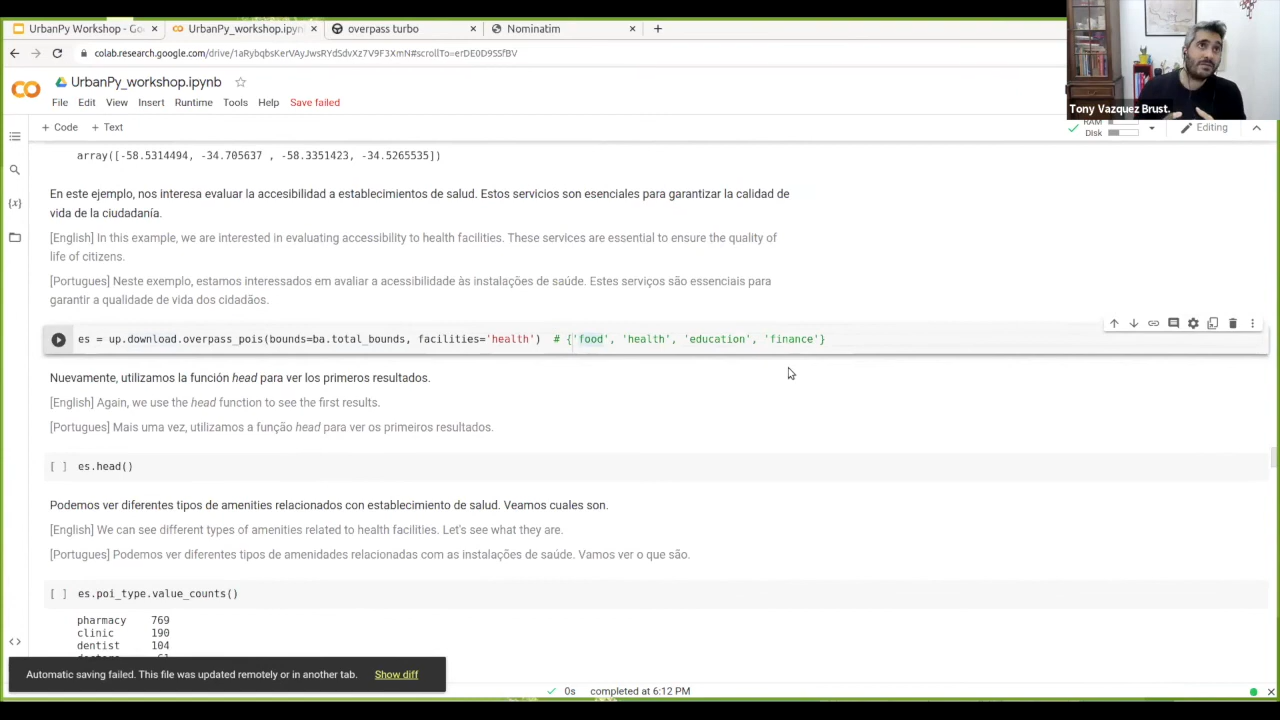 UrbanPy Workshop - Go
UrbanPy_workshop.ipyn
overpass turbo
Nominatim
colab.research.google.com/drive/1aRybqbsKerVAyJwsRYdSdvXz7V9F3XmN#scrollTo=erDE0D9SSfBV
UrbanPy_workshop.ipynb
File Edit View Insert Runtime Tools Help Save failed
Tony Vazquez Brust.
+ Code + Text
RAM
Disk
Editing
array([-58.5314494, -34.705637 , -58.3351423, -34.5265535])
En este ejemplo, nos interesa evaluar la accesibilidad a establecimientos de salud. Estos servicios son esenciales para garantizar la calidad de
vida de la ciudadanía.
[English] In this example, we are interested in evaluating accessibility to health facilities. These services are essential to ensure the quality of
life of citizens.
[Portugues] Neste exemplo, estamos interessados em avaliar a acessibilidade às instalações de saúde. Estes serviços são essenciais para
garantir a qualidade de vida dos cidadãos.
es = up.download.overpass_pois(bounds=ba.total_bounds, facilities='health') # {'food', 'health', 'education', 'finance'}
Nuevamente, utilizamos la función head para ver los primeros resultados.
[English] Again, we use the head function to see the first results.
[Portugues] Mais uma vez, utilizamos a função head para ver os primeiros resultados.
[ ] es.head()
Podemos ver diferentes tipos de amenities relacionados con establecimiento de salud. Veamos cuales son.
[English] We can see different types of amenities related to health facilities. Let's see what they are.
[Portugues] Podemos ver diferentes tipos de amenidades relacionadas com as instalações de saúde. Vamos ver o que são.
[ ] es.poi_type.value_counts()
pharmacy 769
clinic 190
dentist 104
Automatic saving failed. This file was updated remotely or in another tab. Show diff
0s completed at 6:12 PM